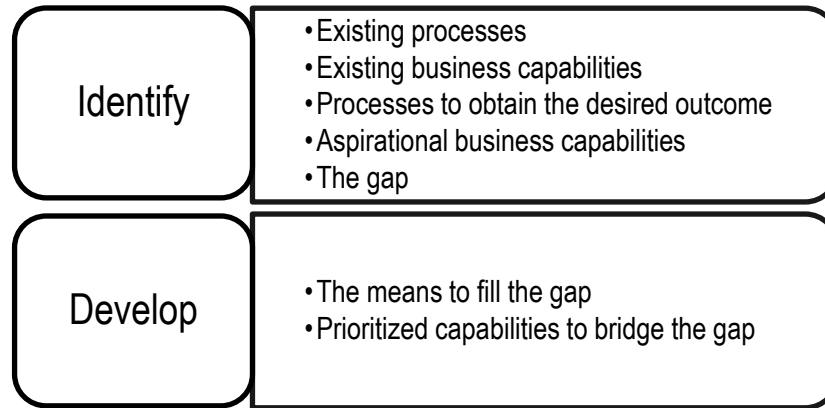 Identify
•Existing processes
•Existing business capabilities
•Processes to obtain the desired outcome
•Aspirational business capabilities
•The gap
Develop
•The means to fill the gap
•Prioritized capabilities to bridge the gap